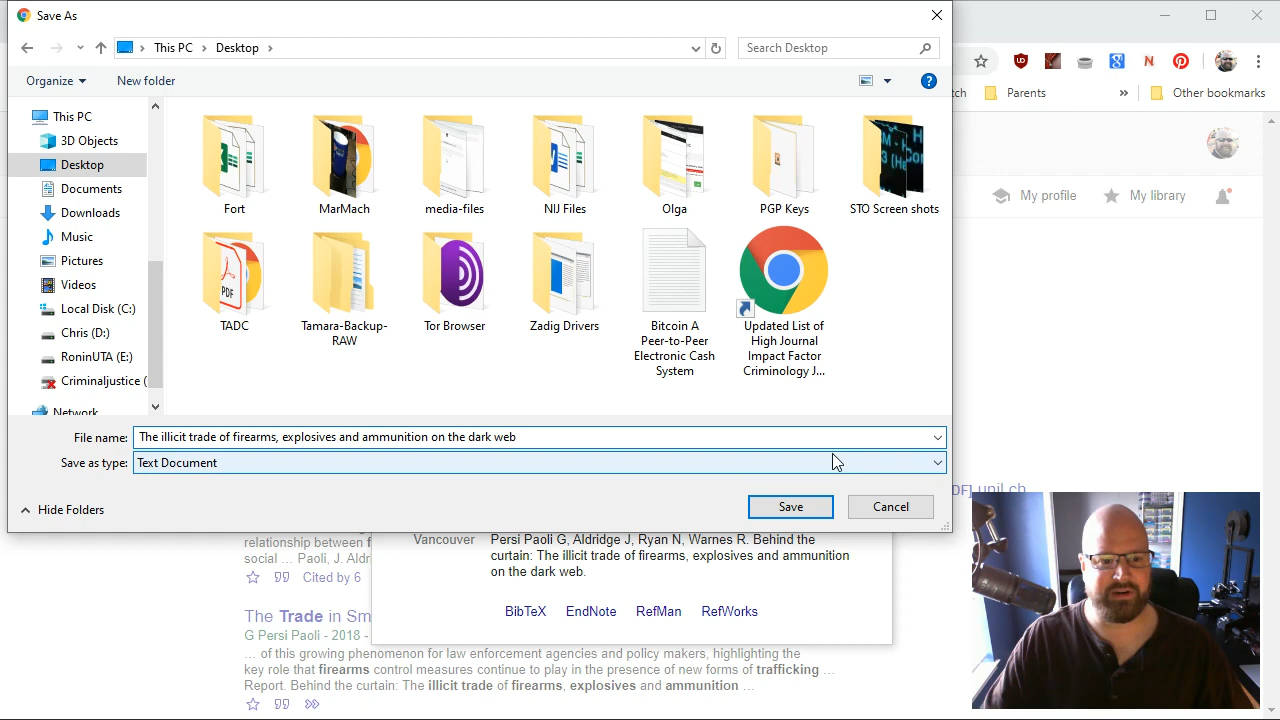 Save As
This PC
Desktop
Search Desktop
Organize
New folder
This PC
3D Objects
Desktop
Documents
Downloads
Music
Pictures
Videos
Local Disk (C:)
Chris (D:)
RoninUTA (E:)
Criminaljustice (
Network
Fort
MarMach
media-files
NIJ Files
Olga
PGP Keys
STO Screen shots
TADC
Tamara-Backup-
RAW
Tor Browser
Zadig Drivers
Bitcoin A
Peer-to-Peer
Electronic Cash
System
Updated List of
High Journal
Impact Factor
Criminology J...
File name: The illicit trade of firearms, explosives and ammunition on the dark web
Save as type: Text Document
Hide Folders
Save
Cancel
tch
Parents
»
Other bookmarks
My profile
My library
DF] unil.ch
relationship between f
social … Paoli, J. Aldr
Cited by 6
Vancouver
Persi Paoli G, Aldridge J, Ryan N, Warnes R. Behind the
curtain: The illicit trade of firearms, explosives and ammunition
on the dark web.
BibTeX
EndNote
RefMan
RefWorks
The Trade in Sm
G Persi Paoli - 2018 -
… of this growing phenomenon for law enforcement agencies and policy makers, highlighting the
key role that firearms control measures continue to play in the presence of new forms of trafficking …
Report. Behind the curtain: The illicit trade of firearms, explosives and ammunition …